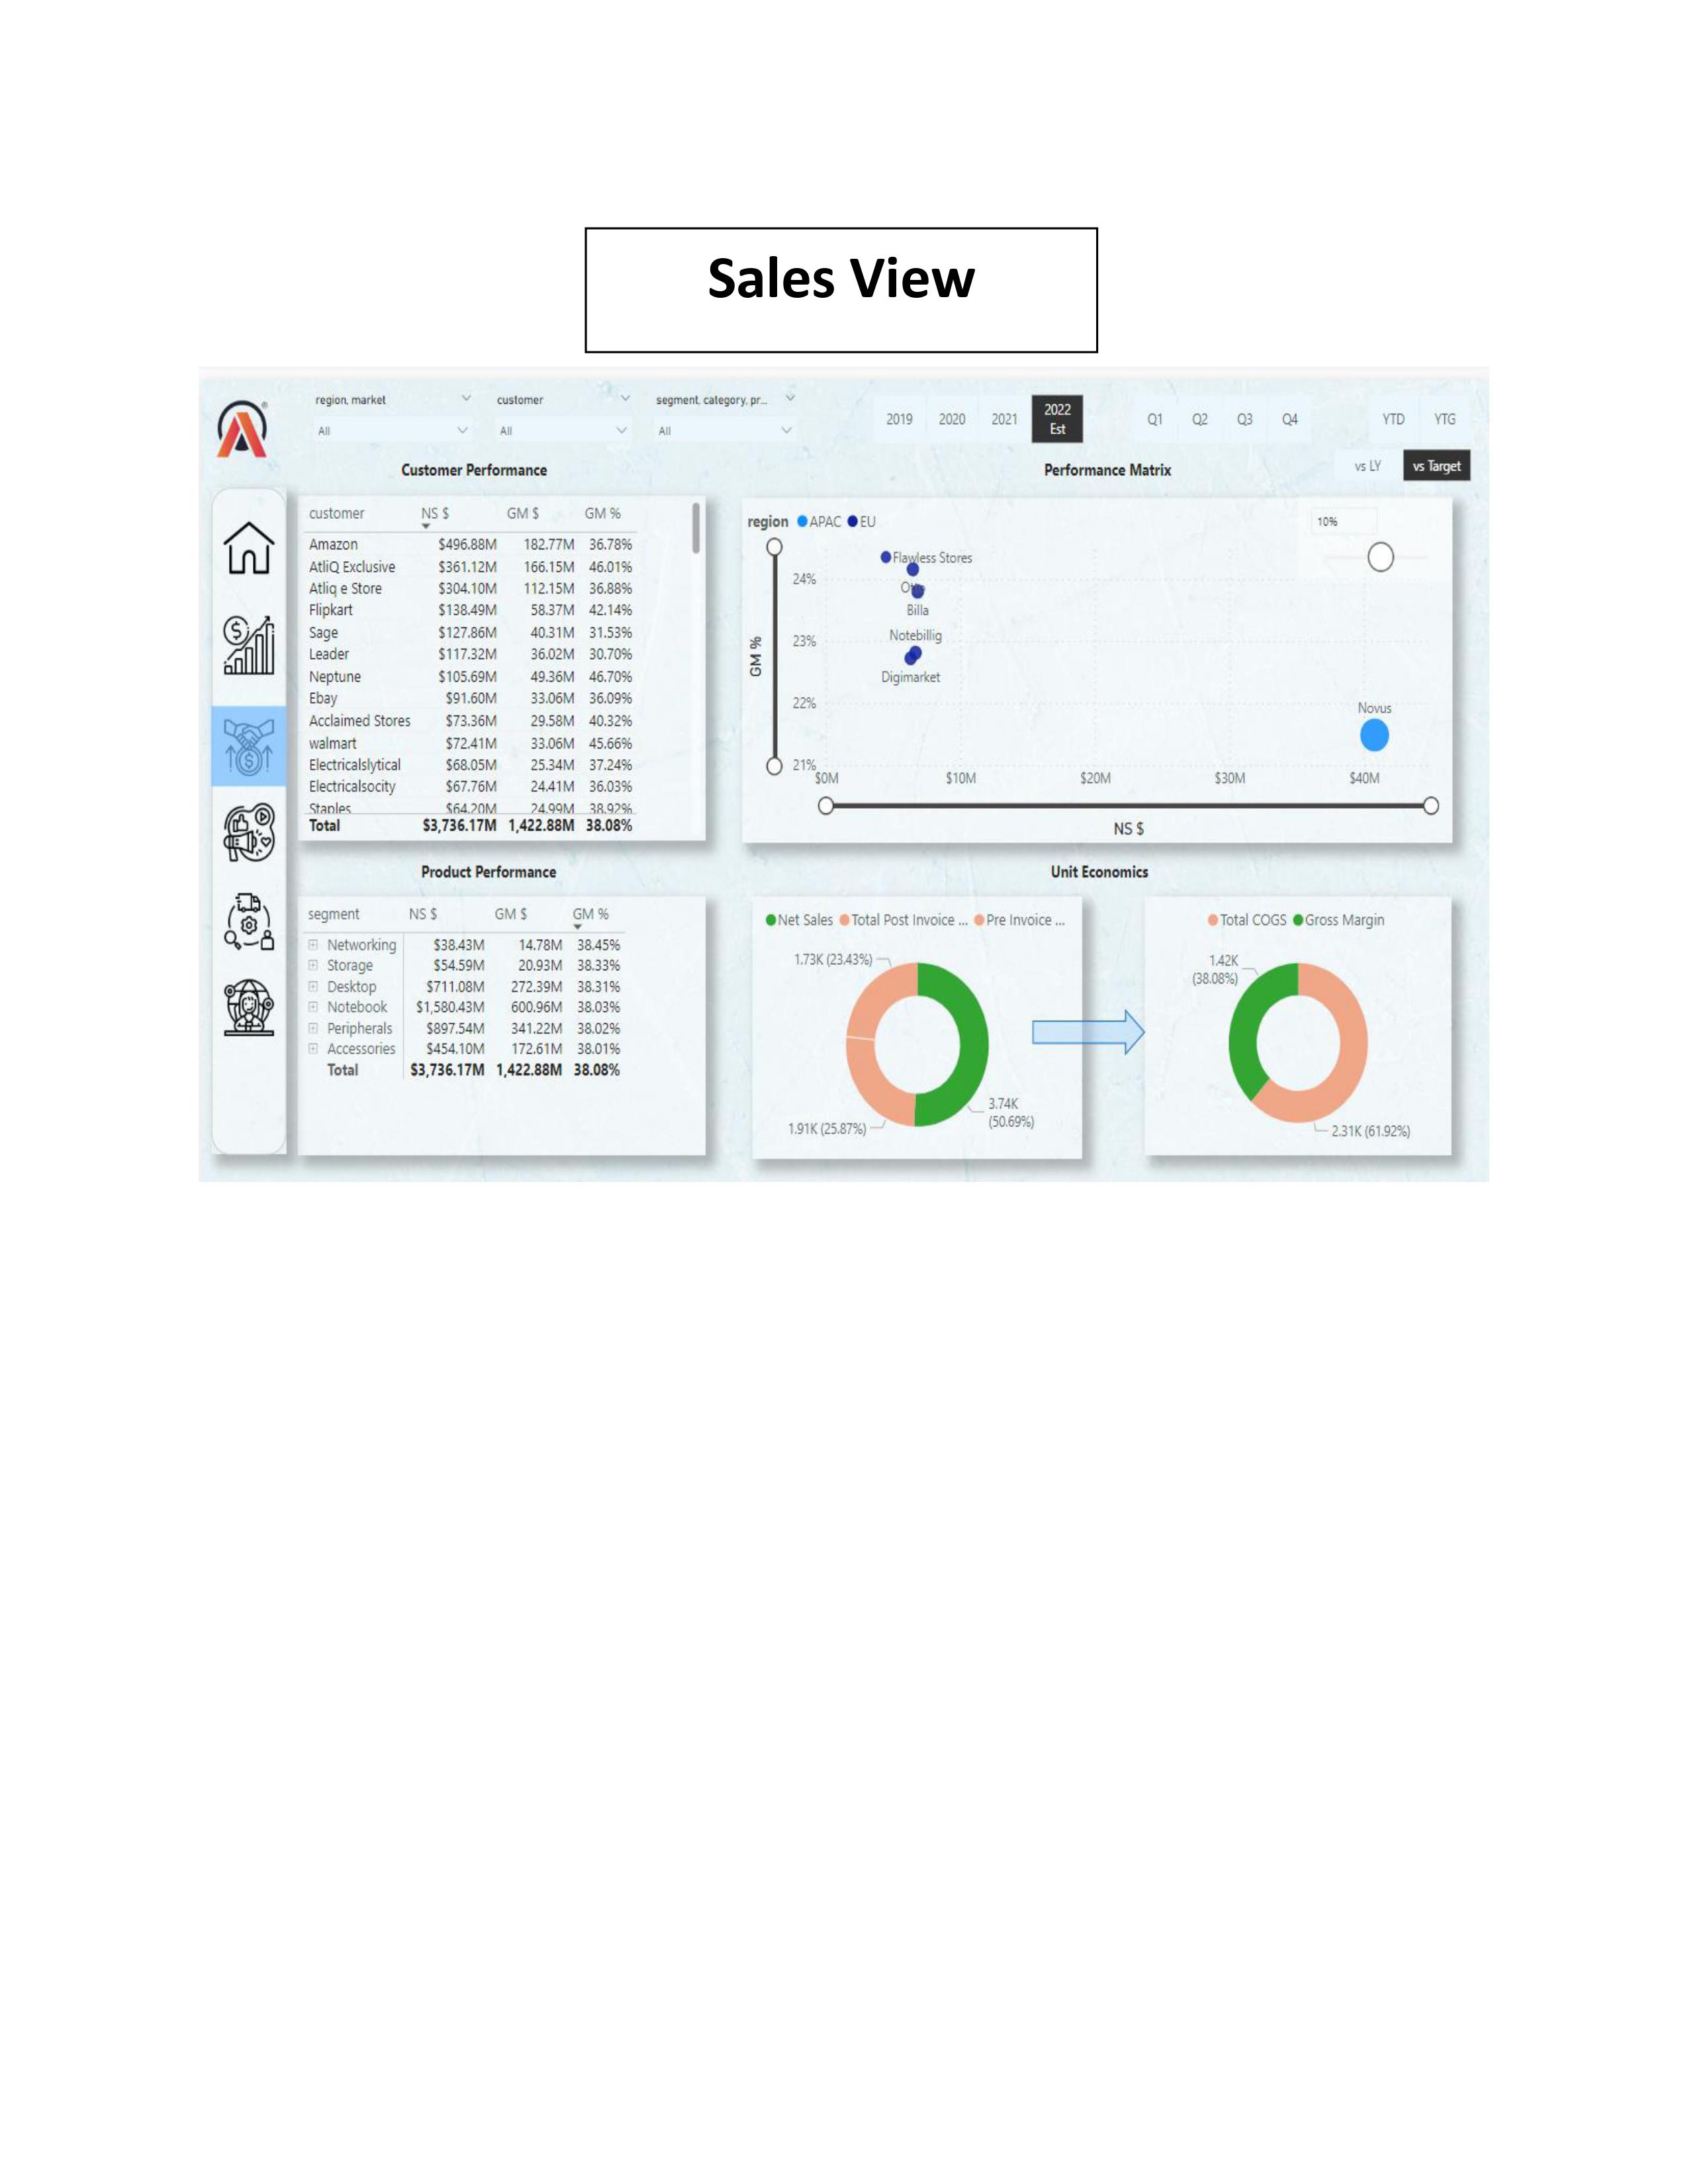 Sales View
region, market
customer
segment, category, pr...
All
All
All
2019
2020
2021
2022
Est
Q1
Q2
Q3
Q4
YTD
YTG
vs LY
vs Target
Customer Performance
customer NS $ GM $ GM %
Amazon $496.88M 182.77M 36.78%
AtliQ Exclusive $361.12M 166.15M 46.01%
Atliq e Store $304.10M 112.15M 36.88%
Flipkart $138.49M 58.37M 42.14%
Sage $127.86M 40.31M 31.53%
Leader $117.32M 36.02M 30.70%
Neptune $105.69M 49.36M 46.70%
Ebay $91.60M 33.06M 36.09%
Acclaimed Stores $73.36M 29.58M 40.32%
walmart $72.41M 33.06M 45.66%
Electricalslytical $68.05M 25.34M 37.24%
Electricalsocity $67.76M 24.41M 36.03%
Staples $64.20M 24.99M 38.92%
Total $3,736.17M 1,422.88M 38.08%
Performance Matrix
region APAC EU
10%
GM %
24%
23%
22%
21%
Flawless Stores
Billa
Notebillig
Digimarket
Novus
$0M $10M $20M $30M $40M
NS $
Product Performance
segment NS $ GM $ GM %
Networking $38.43M 14.78M 38.45%
Storage $54.59M 20.93M 38.33%
Desktop $711.08M 272.39M 38.31%
Notebook $1,580.43M 600.96M 38.03%
Peripherals $897.54M 341.22M 38.02%
Accessories $454.10M 172.61M 38.01%
Total $3,736.17M 1,422.88M 38.08%
Unit Economics
Net Sales Total Post Invoice ... Pre Invoice ...
1.73K (23.43%)
3.74K
(50.69%)
1.91K (25.87%)
Total COGS Gross Margin
1.42K
(38.08%)
2.31K (61.92%)